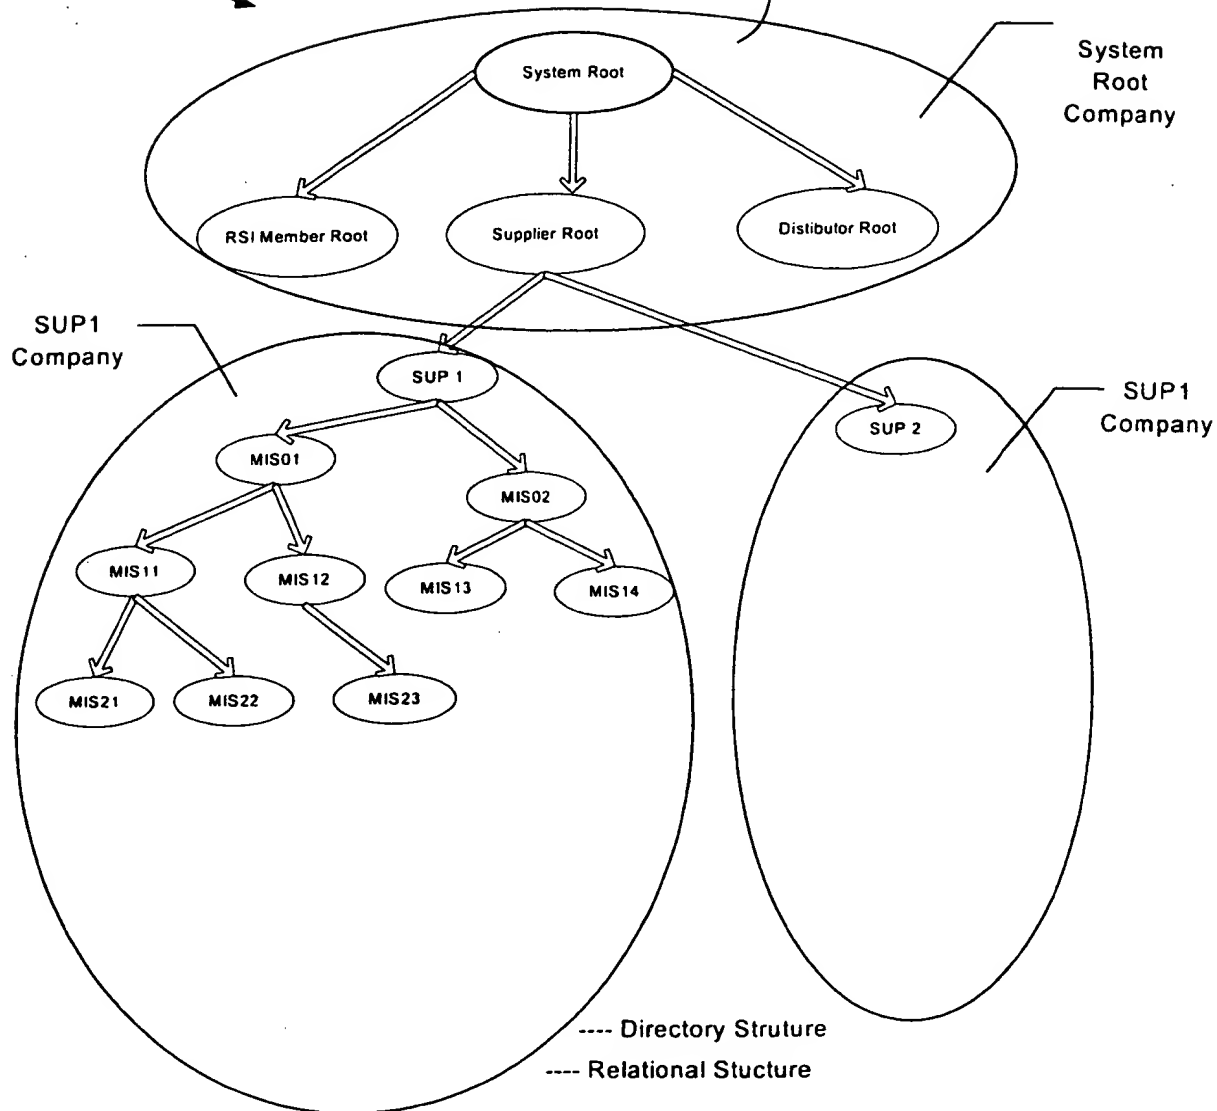 System
Root
Company
System Root
RSI Member Root
Supplier Root
Distibutor Root
SUP1
Company
SUP 1
SUP1
Company
SUP 2
MIS01
MIS02
MIS11
MIS12
MIS13
MIS14
MIS21
MIS22
MIS23
---- Directory Struture
---- Relational Stucture